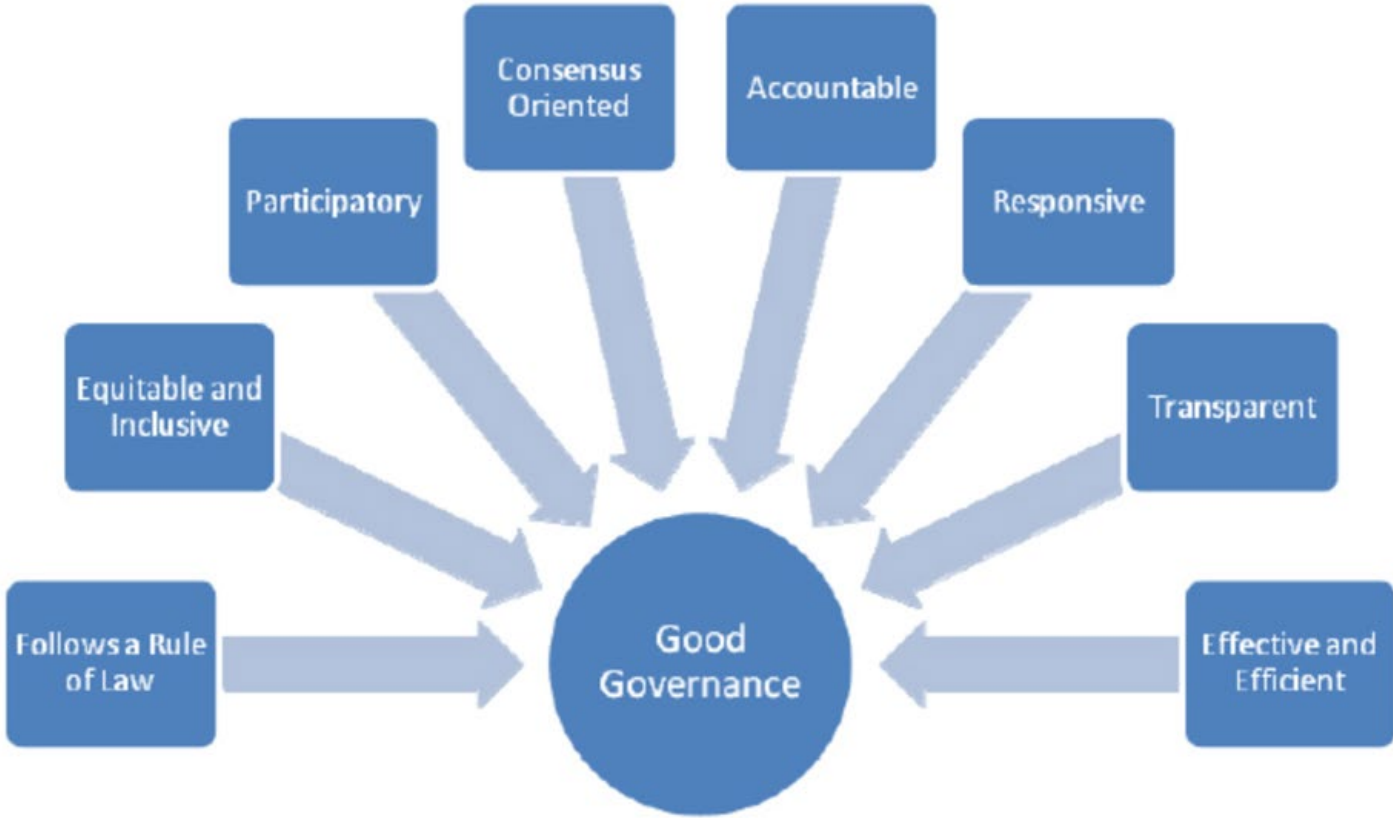 Consensus
Oriented
Accountable
Participatory
Responsive
Equitable and
Inclusive
Transparent
Follows a Rule
of Law
Good
Governance
Effective and
Efficient